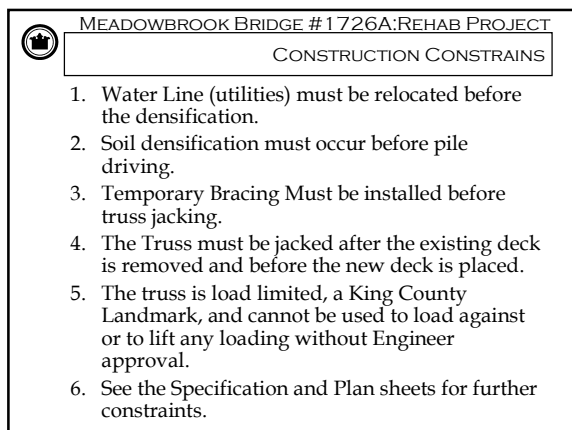 MEADOWBROOK BRIDGE #1726A:REHAB PROJECT
CONSTRUCTION CONSTRAINS
1. Water Line (utilities) must be relocated before
the densification.
2. Soil densification must occur before pile
driving.
3. Temporary Bracing Must be installed before
truss jacking.
4. The Truss must be jacked after the existing deck
is removed and before the new deck is placed.
5. The truss is load limited, a King County
Landmark, and cannot be used to load against
or to lift any loading without Engineer
approval.
6. See the Specification and Plan sheets for further
constraints.